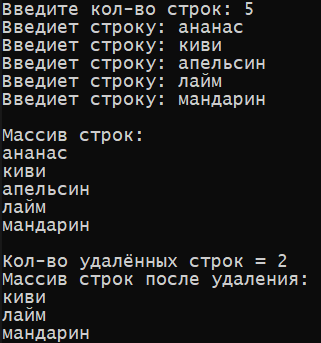 Введите кол-во строк: 5
Введиет строку: ананас
Введиет строку: киви
Введиет строку: апельсин
Введиет строку: лайм
Введиет строку: мандарин
Массив строк:
ананас
киви
апельсин
лайм
мандарин
Кол-во удалённых строк = 2
Массив строк после удаления:
киви
лайм
мандарин